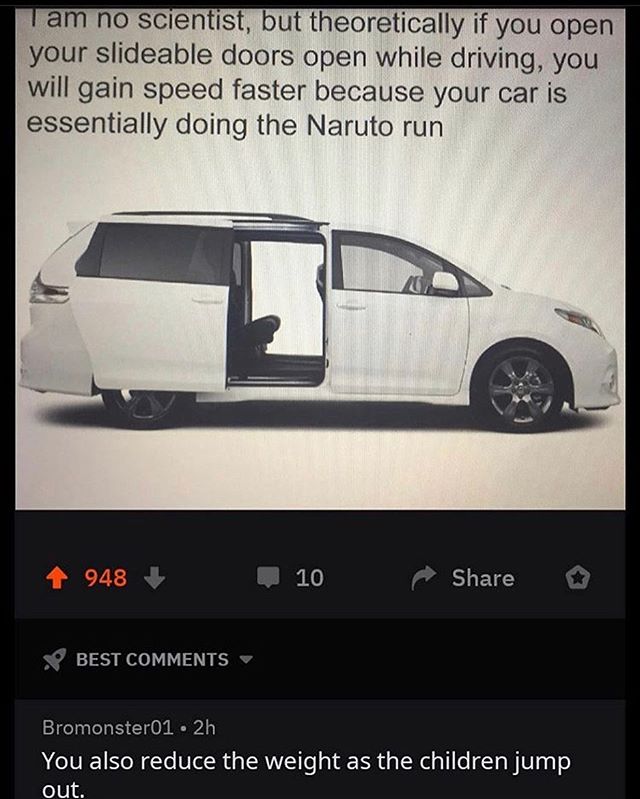 I am no scientist, but theoretically if you open
your slideable doors open while driving, you
will gain speed faster because your car is
essentially doing the Naruto run
948
10
Share
BEST COMMENTS
Bromonster01 • 2h
You also reduce the weight as the children jump
out.